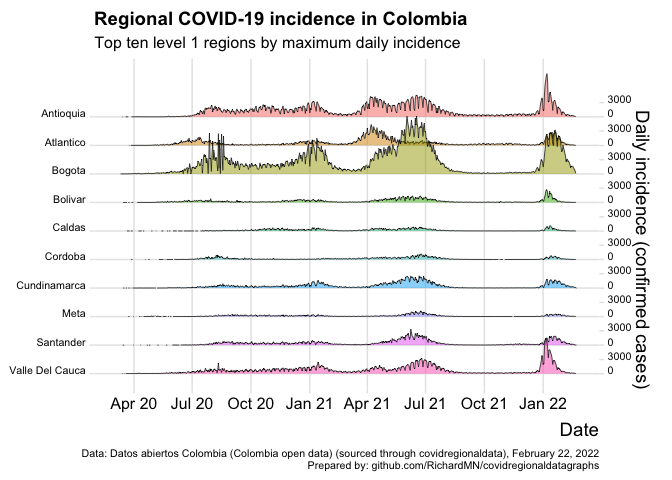 Regional COVID-19 incidence in Colombia
Top ten level 1 regions by maximum daily incidence
Antioquia
Atlantico
Bogota
Bolivar
Caldas
Cordoba
Cundinamarca
Meta
Santander
Valle Del Cauca
3000
0
3000
0
3000
0
3000
0
3000
0
3000
0
3000
0
3000
0
3000
0
3000
0
Daily incidence (confirmed cases)
Apr 20 Jul 20 Oct 20 Jan 21 Apr 21 Jul 21 Oct 21 Jan 22
Date
Data: Datos abiertos Colombia (Colombia open data) (sourced through covidregionaldata), February 22, 2022
Prepared by: github.com/RichardMN/covidregionaldatagraphs